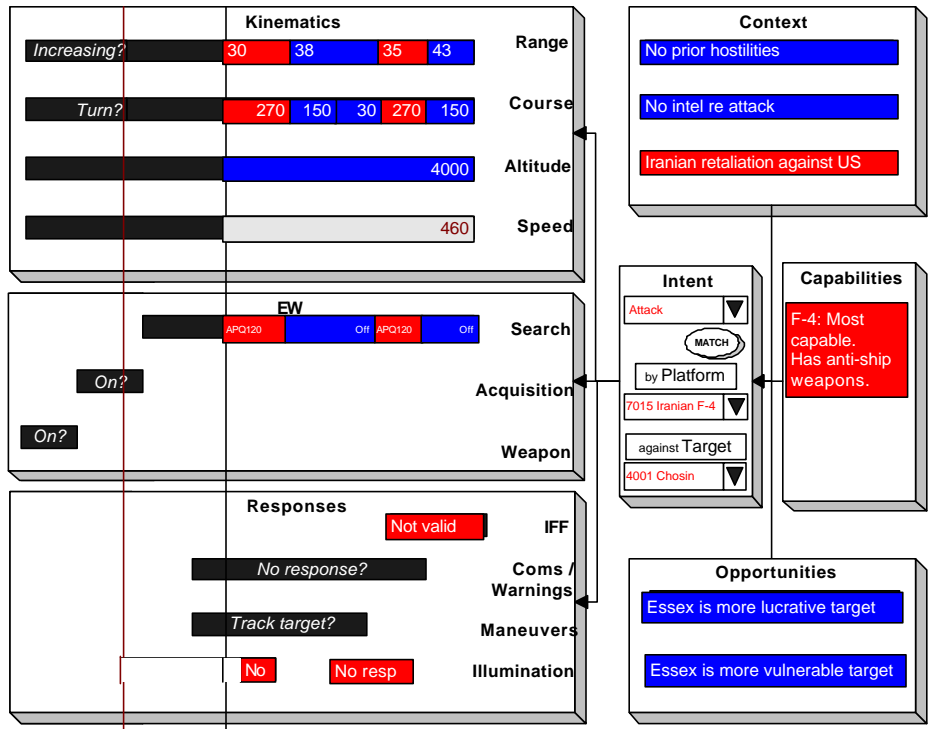 Kinematics
Increasing? 30 38 35 43 Range
Turn? 270 150 30 270 150 Course
4000 Altitude
460 Speed
EW
APQ120 Off APQ120 Off Search
On? Acquisition
On? Weapon
Responses
Not valid IFF
No response? Coms /
Warnings
Track target? Maneuvers
No No resp Illumination
Context
No prior hostilities
No intel re attack
Iranian retaliation against US
Intent
Attack
MATCH
by Platform
7015 Iranian F-4
against Target
4001 Chosin
Capabilities
F-4: Most
capable.
Has anti-ship
weapons.
Opportunities
Essex is more lucrative target
Essex is more vulnerable target